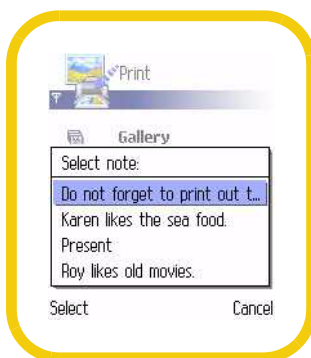 Print
Gallery
Select note:
Do not forget to print out t...
Karen likes the sea food.
Present
Roy likes old movies.
Select Cancel